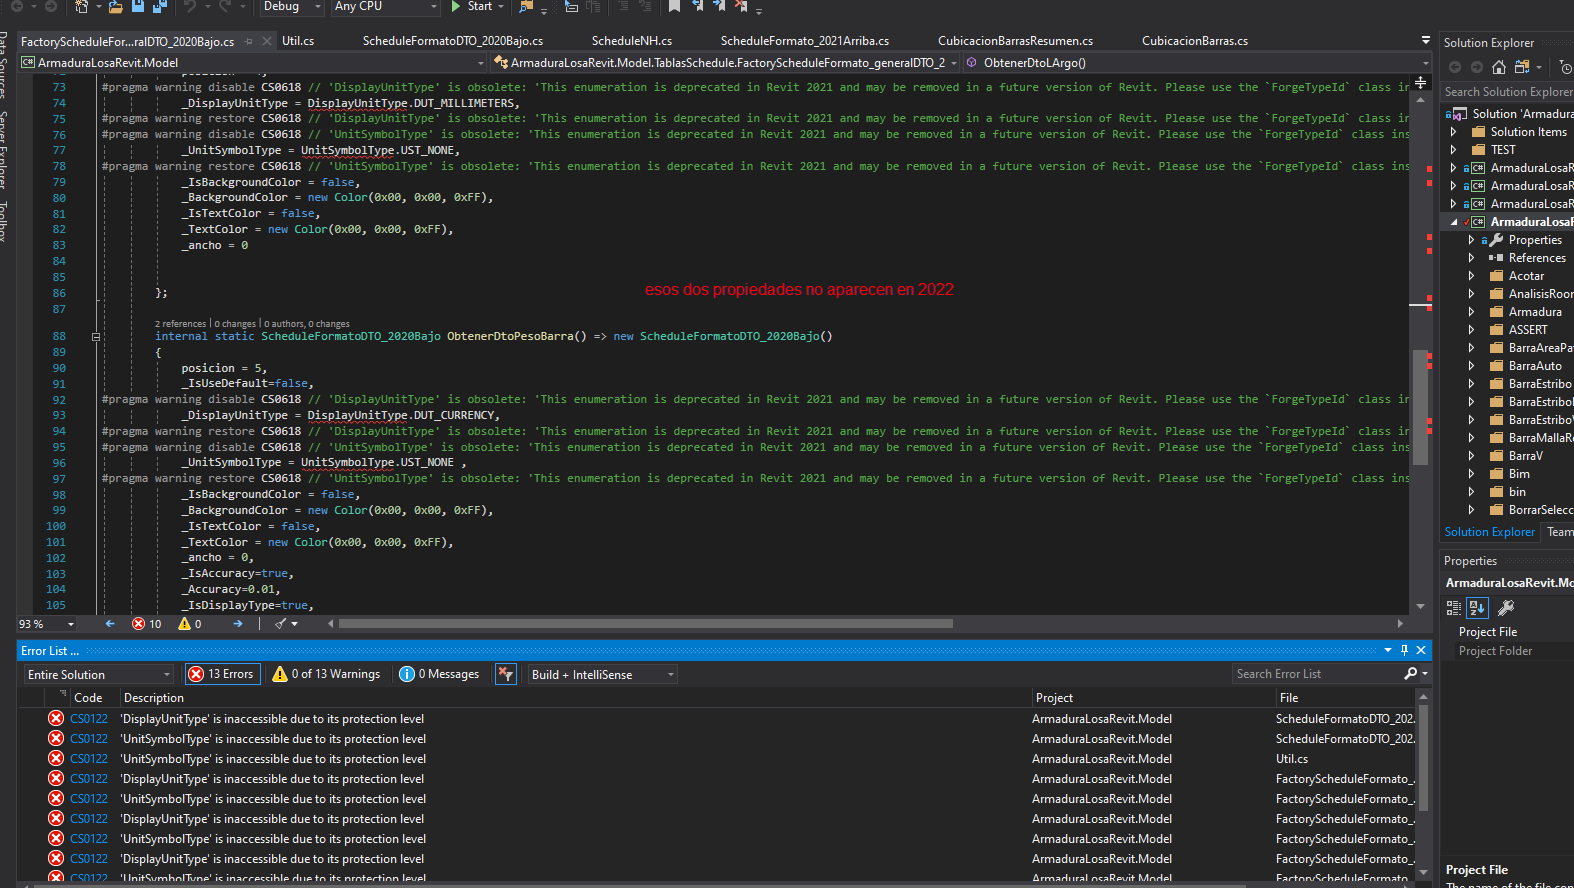 Debug
Any CPU
Start
FactoryScheduleFor...ralDTO_2020Bajo.cs
Util.cs
ScheduleFormatoDTO_2020Bajo.cs
ScheduleNH.cs
ScheduleFormato_2021Arriba.cs
CubicacionBarrasResumen.cs
CubicacionBarras.cs
ArmaduraLosaRevit.Model
ArmaduraLosaRevit.Model.TablasSchedule.FactoryScheduleFormato_generalDTO_2
ObtenerDtoLArgo()
Data Sources
Server Explorer
Toolbox
73 #pragma warning disable CS0618 // 'DisplayUnitType' is obsolete: 'This enumeration is deprecated in Revit 2021 and may be removed in a future version of Revit. Please use the `ForgeTypeId` class in
74 _DisplayUnitType = DisplayUnitType.DUT_MILLIMETERS,
75 #pragma warning restore CS0618 // 'DisplayUnitType' is obsolete: 'This enumeration is deprecated in Revit 2021 and may be removed in a future version of Revit. Please use the `ForgeTypeId` class in
76 #pragma warning disable CS0618 // 'UnitSymbolType' is obsolete: 'This enumeration is deprecated in Revit 2021 and may be removed in a future version of Revit. Please use the `ForgeTypeId` class ins
77 _UnitSymbolType = UnitSymbolType.UST_NONE,
78 #pragma warning restore CS0618 // 'UnitSymbolType' is obsolete: 'This enumeration is deprecated in Revit 2021 and may be removed in a future version of Revit. Please use the `ForgeTypeId` class ins
79 _IsBackgroundColor = false,
80 _BackgroundColor = new Color(0x00, 0x00, 0xFF),
81 _IsTextColor = false,
82 _TextColor = new Color(0x00, 0x00, 0xFF),
83 _ancho = 0
84
85
86 };
esos dos propiedades no aparecen en 2022
87
2 references | 0 changes | 0 authors, 0 changes
88 internal static ScheduleFormatoDTO_2020Bajo ObtenerDtoPesoBarra() => new ScheduleFormatoDTO_2020Bajo()
89 {
90 posicion = 5,
91 _IsUseDefault=false,
92 #pragma warning disable CS0618 // 'DisplayUnitType' is obsolete: 'This enumeration is deprecated in Revit 2021 and may be removed in a future version of Revit. Please use the `ForgeTypeId` class in
93 _DisplayUnitType = DisplayUnitType.DUT_CURRENCY,
94 #pragma warning restore CS0618 // 'DisplayUnitType' is obsolete: 'This enumeration is deprecated in Revit 2021 and may be removed in a future version of Revit. Please use the `ForgeTypeId` class in
95 #pragma warning disable CS0618 // 'UnitSymbolType' is obsolete: 'This enumeration is deprecated in Revit 2021 and may be removed in a future version of Revit. Please use the `ForgeTypeId` class ins
96 _UnitSymbolType = UnitSymbolType.UST_NONE ,
97 #pragma warning restore CS0618 // 'UnitSymbolType' is obsolete: 'This enumeration is deprecated in Revit 2021 and may be removed in a future version of Revit. Please use the `ForgeTypeId` class ins
98 _IsBackgroundColor = false,
99 _BackgroundColor = new Color(0x00, 0x00, 0xFF),
100 _IsTextColor = false,
101 _TextColor = new Color(0x00, 0x00, 0xFF),
102 _ancho = 0,
103 _IsAccuracy=true,
104 _Accuracy=0.01,
105 _IsDisplayType=true,
93 %
10
0
Solution Explorer
Search Solution Explorer
Solution 'Armadura
Solution Items
TEST
ArmaduraLosaR
ArmaduraLosaR
ArmaduraLosaR
ArmaduraLosaF
Properties
References
Acotar
AnalisisRoor
Armadura
ASSERT
BarraAreaPa
BarraAuto
BarraEstribo
BarraEstribo
BarraEstribo
BarraMallaR
BarraV
Bim
bin
BorrarSelecc
Solution Explorer
Team
Properties
ArmaduraLosaRevit.Mo
Project File
Project Folder
Project File
Error List ...
Entire Solution
13 Errors
0 of 13 Warnings
0 Messages
Build + IntelliSense
Search Error List
Code Description Project File
CS0122 'DisplayUnitType' is inaccessible due to its protection level ArmaduraLosaRevit.Model ScheduleFormatoDTO_202.
CS0122 'UnitSymbolType' is inaccessible due to its protection level ArmaduraLosaRevit.Model ScheduleFormatoDTO_202.
CS0122 'UnitSymbolType' is inaccessible due to its protection level ArmaduraLosaRevit.Model Util.cs
CS0122 'DisplayUnitType' is inaccessible due to its protection level ArmaduraLosaRevit.Model FactoryScheduleFormato_.
CS0122 'UnitSymbolType' is inaccessible due to its protection level ArmaduraLosaRevit.Model FactoryScheduleFormato_.
CS0122 'DisplayUnitType' is inaccessible due to its protection level ArmaduraLosaRevit.Model FactoryScheduleFormato_.
CS0122 'UnitSymbolType' is inaccessible due to its protection level ArmaduraLosaRevit.Model FactoryScheduleFormato_.
CS0122 'DisplayUnitType' is inaccessible due to its protection level ArmaduraLosaRevit.Model FactoryScheduleFormato_.
CS0122 'UnitSymbolType' is inaccessible due to its protection level ArmaduraLosaRevit.Model FactoryScheduleFormato_